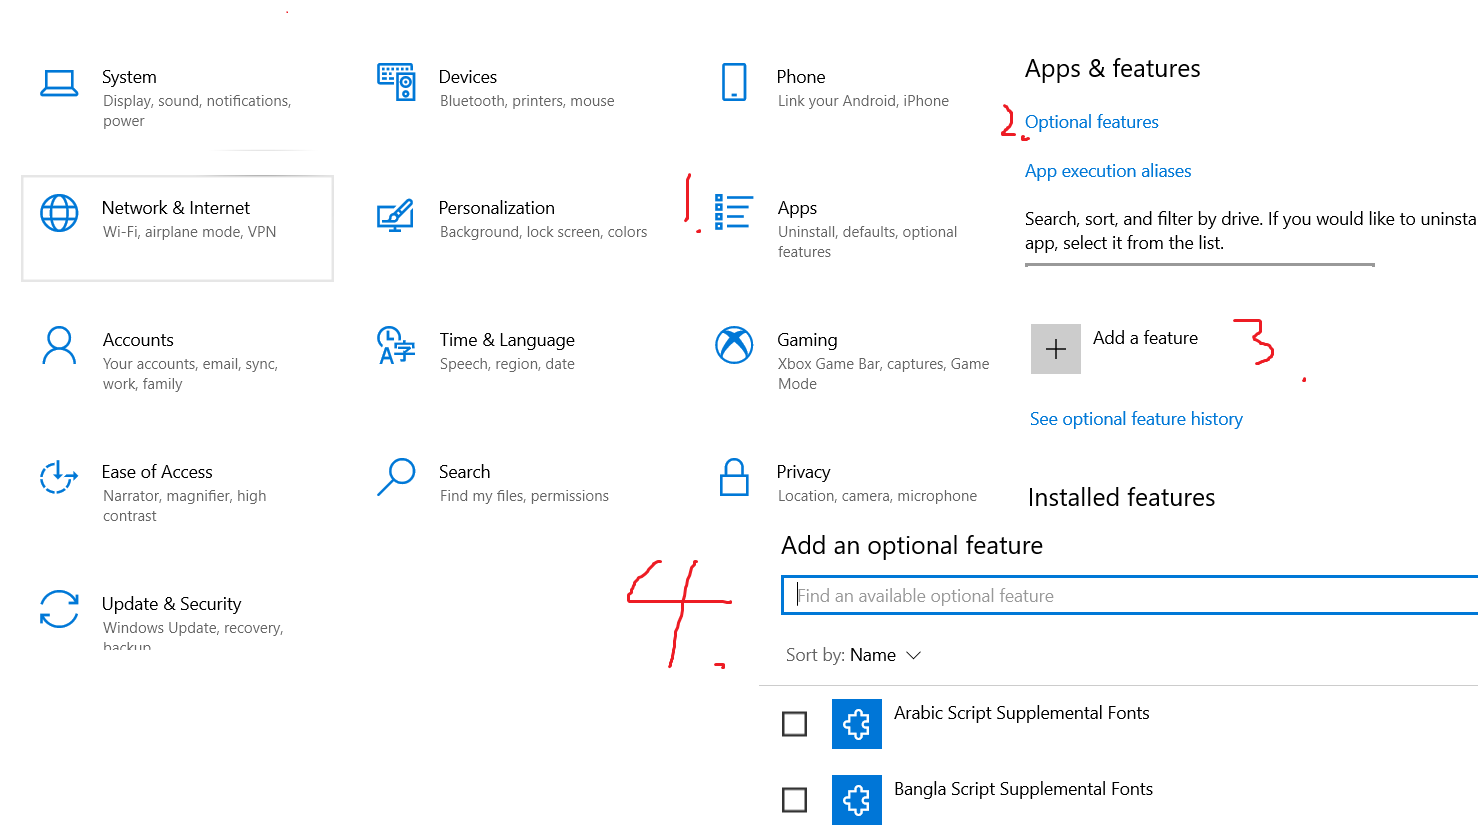 System
Display, sound, notifications,
power
Devices
Bluetooth, printers, mouse
Phone
Link your Android, iPhone
Network & Internet
Wi-Fi, airplane mode, VPN
Personalization
Background, lock screen, colors
1.
Apps
Uninstall, defaults, optional
features
Accounts
Your accounts, email, sync,
work, family
Time & Language
Speech, region, date
Gaming
Xbox Game Bar, captures, Game
Mode
Ease of Access
Narrator, magnifier, high
contrast
Search
Find my files, permissions
Privacy
Location, camera, microphone
Update & Security
Windows Update, recovery,
backup
Apps & features
2. Optional features
App execution aliases
Search, sort, and filter by drive. If you would like to uninsta
app, select it from the list.
Add a feature 3.
See optional feature history
Installed features
4.
Add an optional feature
Find an available optional feature
Sort by: Name
Arabic Script Supplemental Fonts
Bangla Script Supplemental Fonts